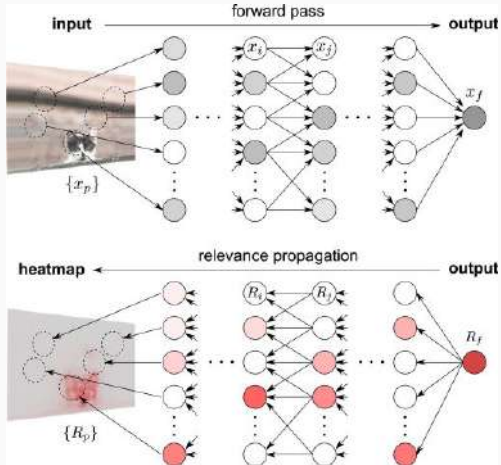 forward pass
input output
x_i x_j
x_f
{x_p}
relevance propagation
heatmap output
R_i R_j
R_f
{R_p}